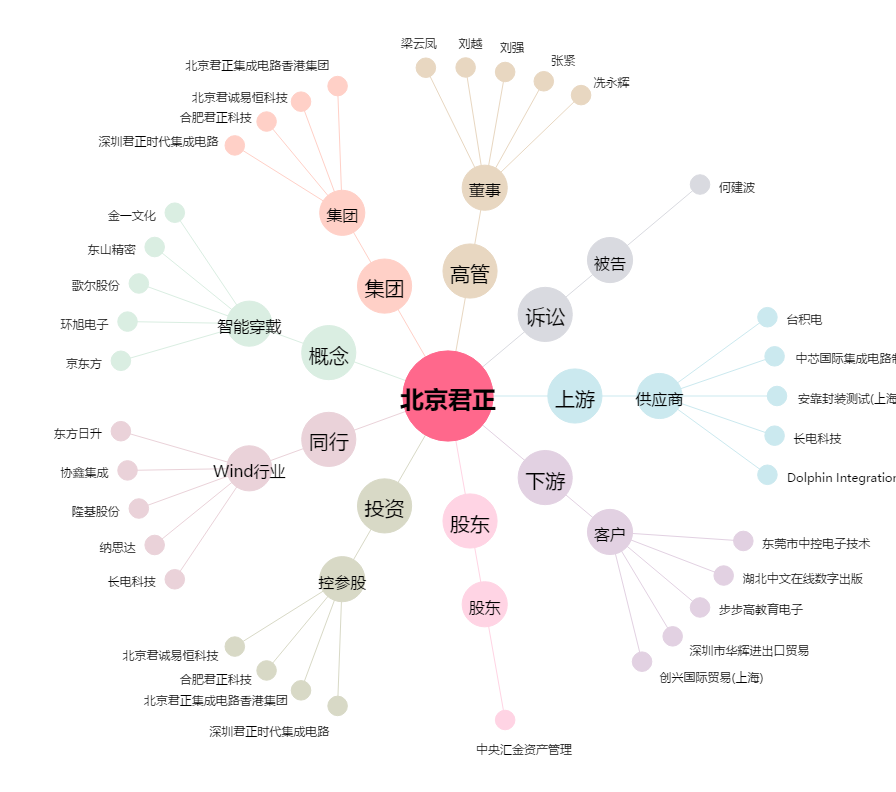 梁云凤
刘越
刘强
张紧
冼永辉
董事
高管
北京君正集成电路香港集团
北京君诚易恒科技
合肥君正科技
深圳君正时代集成电路
集团
集团
何建波
被告
诉讼
金一文化
东山精密
歌尔股份
环旭电子
京东方
智能穿戴
概念
北京君正
上游
供应商
台积电
中芯国际集成电路制
安靠封装测试(上海
长电科技
Dolphin Integration
同行
Wind行业
东方日升
协鑫集成
隆基股份
纳思达
长电科技
下游
客户
东莞市中控电子技术
湖北中文在线数字出版
步步高教育电子
深圳市华辉进出口贸易
创兴国际贸易(上海)
投资
控参股
北京君诚易恒科技
合肥君正科技
北京君正集成电路香港集团
深圳君正时代集成电路
股东
股东
中央汇金资产管理